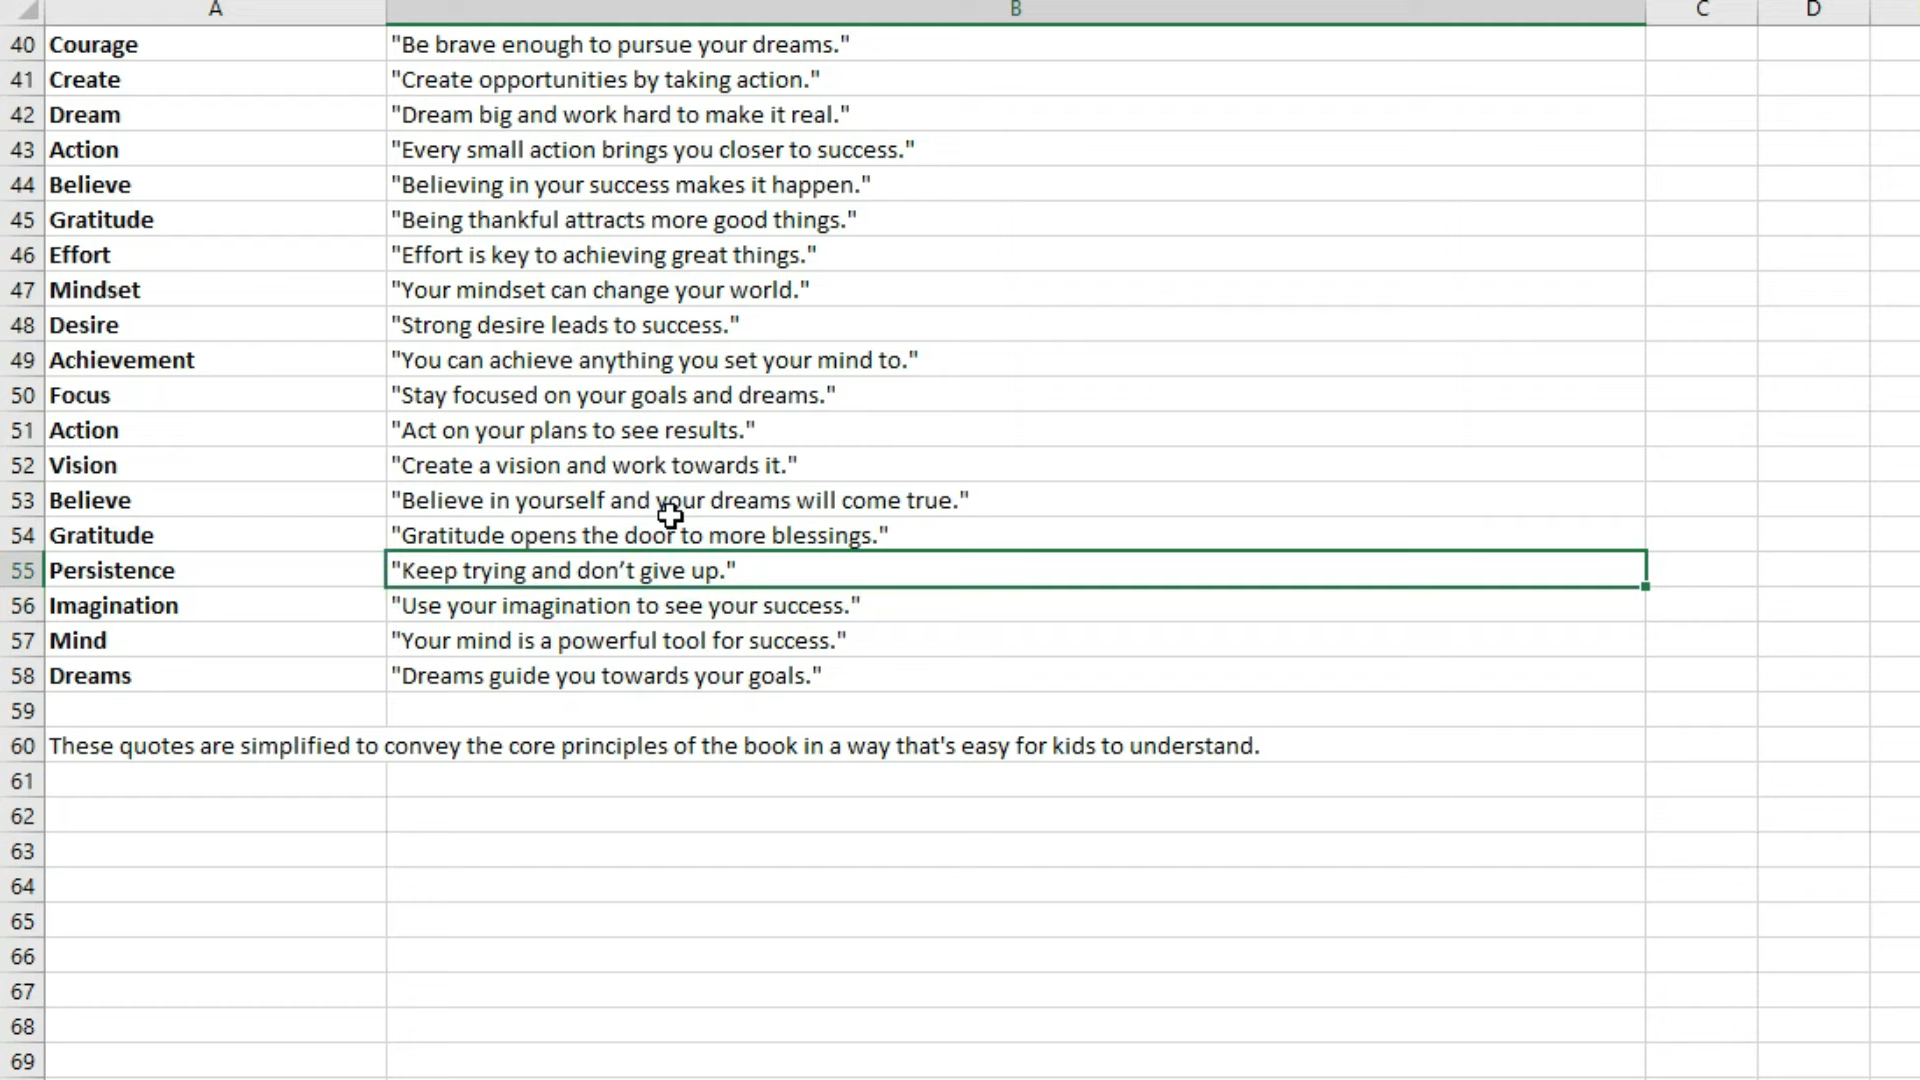 A B C D
40 Courage "Be brave enough to pursue your dreams."
41 Create "Create opportunities by taking action."
42 Dream "Dream big and work hard to make it real."
43 Action "Every small action brings you closer to success."
44 Believe "Believing in your success makes it happen."
45 Gratitude "Being thankful attracts more good things."
46 Effort "Effort is key to achieving great things."
47 Mindset "Your mindset can change your world."
48 Desire "Strong desire leads to success."
49 Achievement "You can achieve anything you set your mind to."
50 Focus "Stay focused on your goals and dreams."
51 Action "Act on your plans to see results."
52 Vision "Create a vision and work towards it."
53 Believe "Believe in yourself and your dreams will come true."
54 Gratitude "Gratitude opens the door to more blessings."
55 Persistence "Keep trying and don’t give up."
56 Imagination "Use your imagination to see your success."
57 Mind "Your mind is a powerful tool for success."
58 Dreams "Dreams guide you towards your goals."
59
60 These quotes are simplified to convey the core principles of the book in a way that's easy for kids to understand.
61
62
63
64
65
66
67
68
69